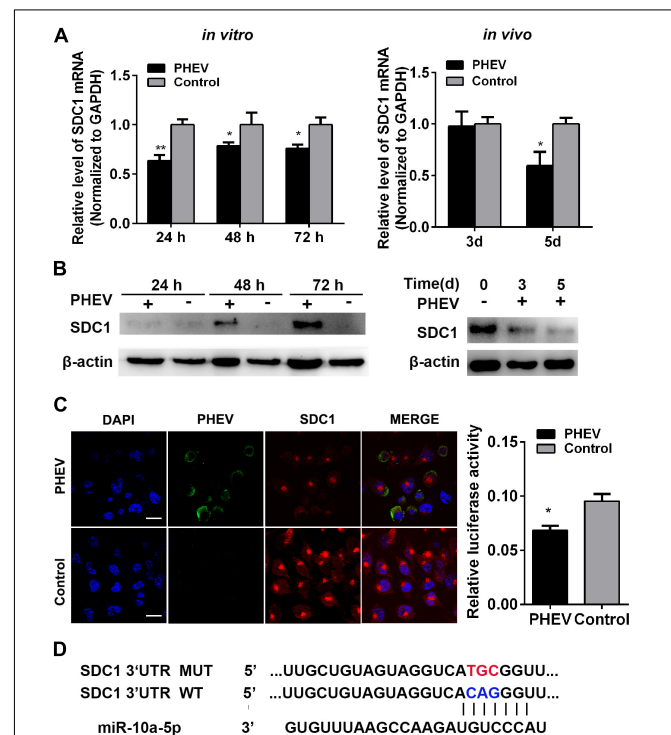 A
in vitro
in vivo
Relative level of SDC1 mRNA
(Normalized to GAPDH)
PHEV
Control
1.5
1.0
0.5
0.0
**
*
*
24 h
48 h
72 h
Relative level of SDC1 mRNA
(Normalized to GAPDH)
PHEV
Control
1.5
1.0
0.5
0.0
*
3d
5d
B
24 h 48 h 72 h
PHEV + - + - + -
SDC1
β-actin
Time(d) 0 3 5
PHEV - + +
SDC1
β-actin
C
DAPI PHEV SDC1 MERGE
PHEV
Control
Relative luciferase activity
PHEV
Control
0.15
0.10
0.05
0.00
*
PHEV Control
D
SDC1 3'UTR MUT 5' ...UUGCUGUAGUAGGUCATGCGGUU...
SDC1 3'UTR WT 5' ...UUGCUGUAGUAGGUCACAGGGUU...
miR-10a-5p 3' GUGUUUAAGCCAAGAUGUCCCAU